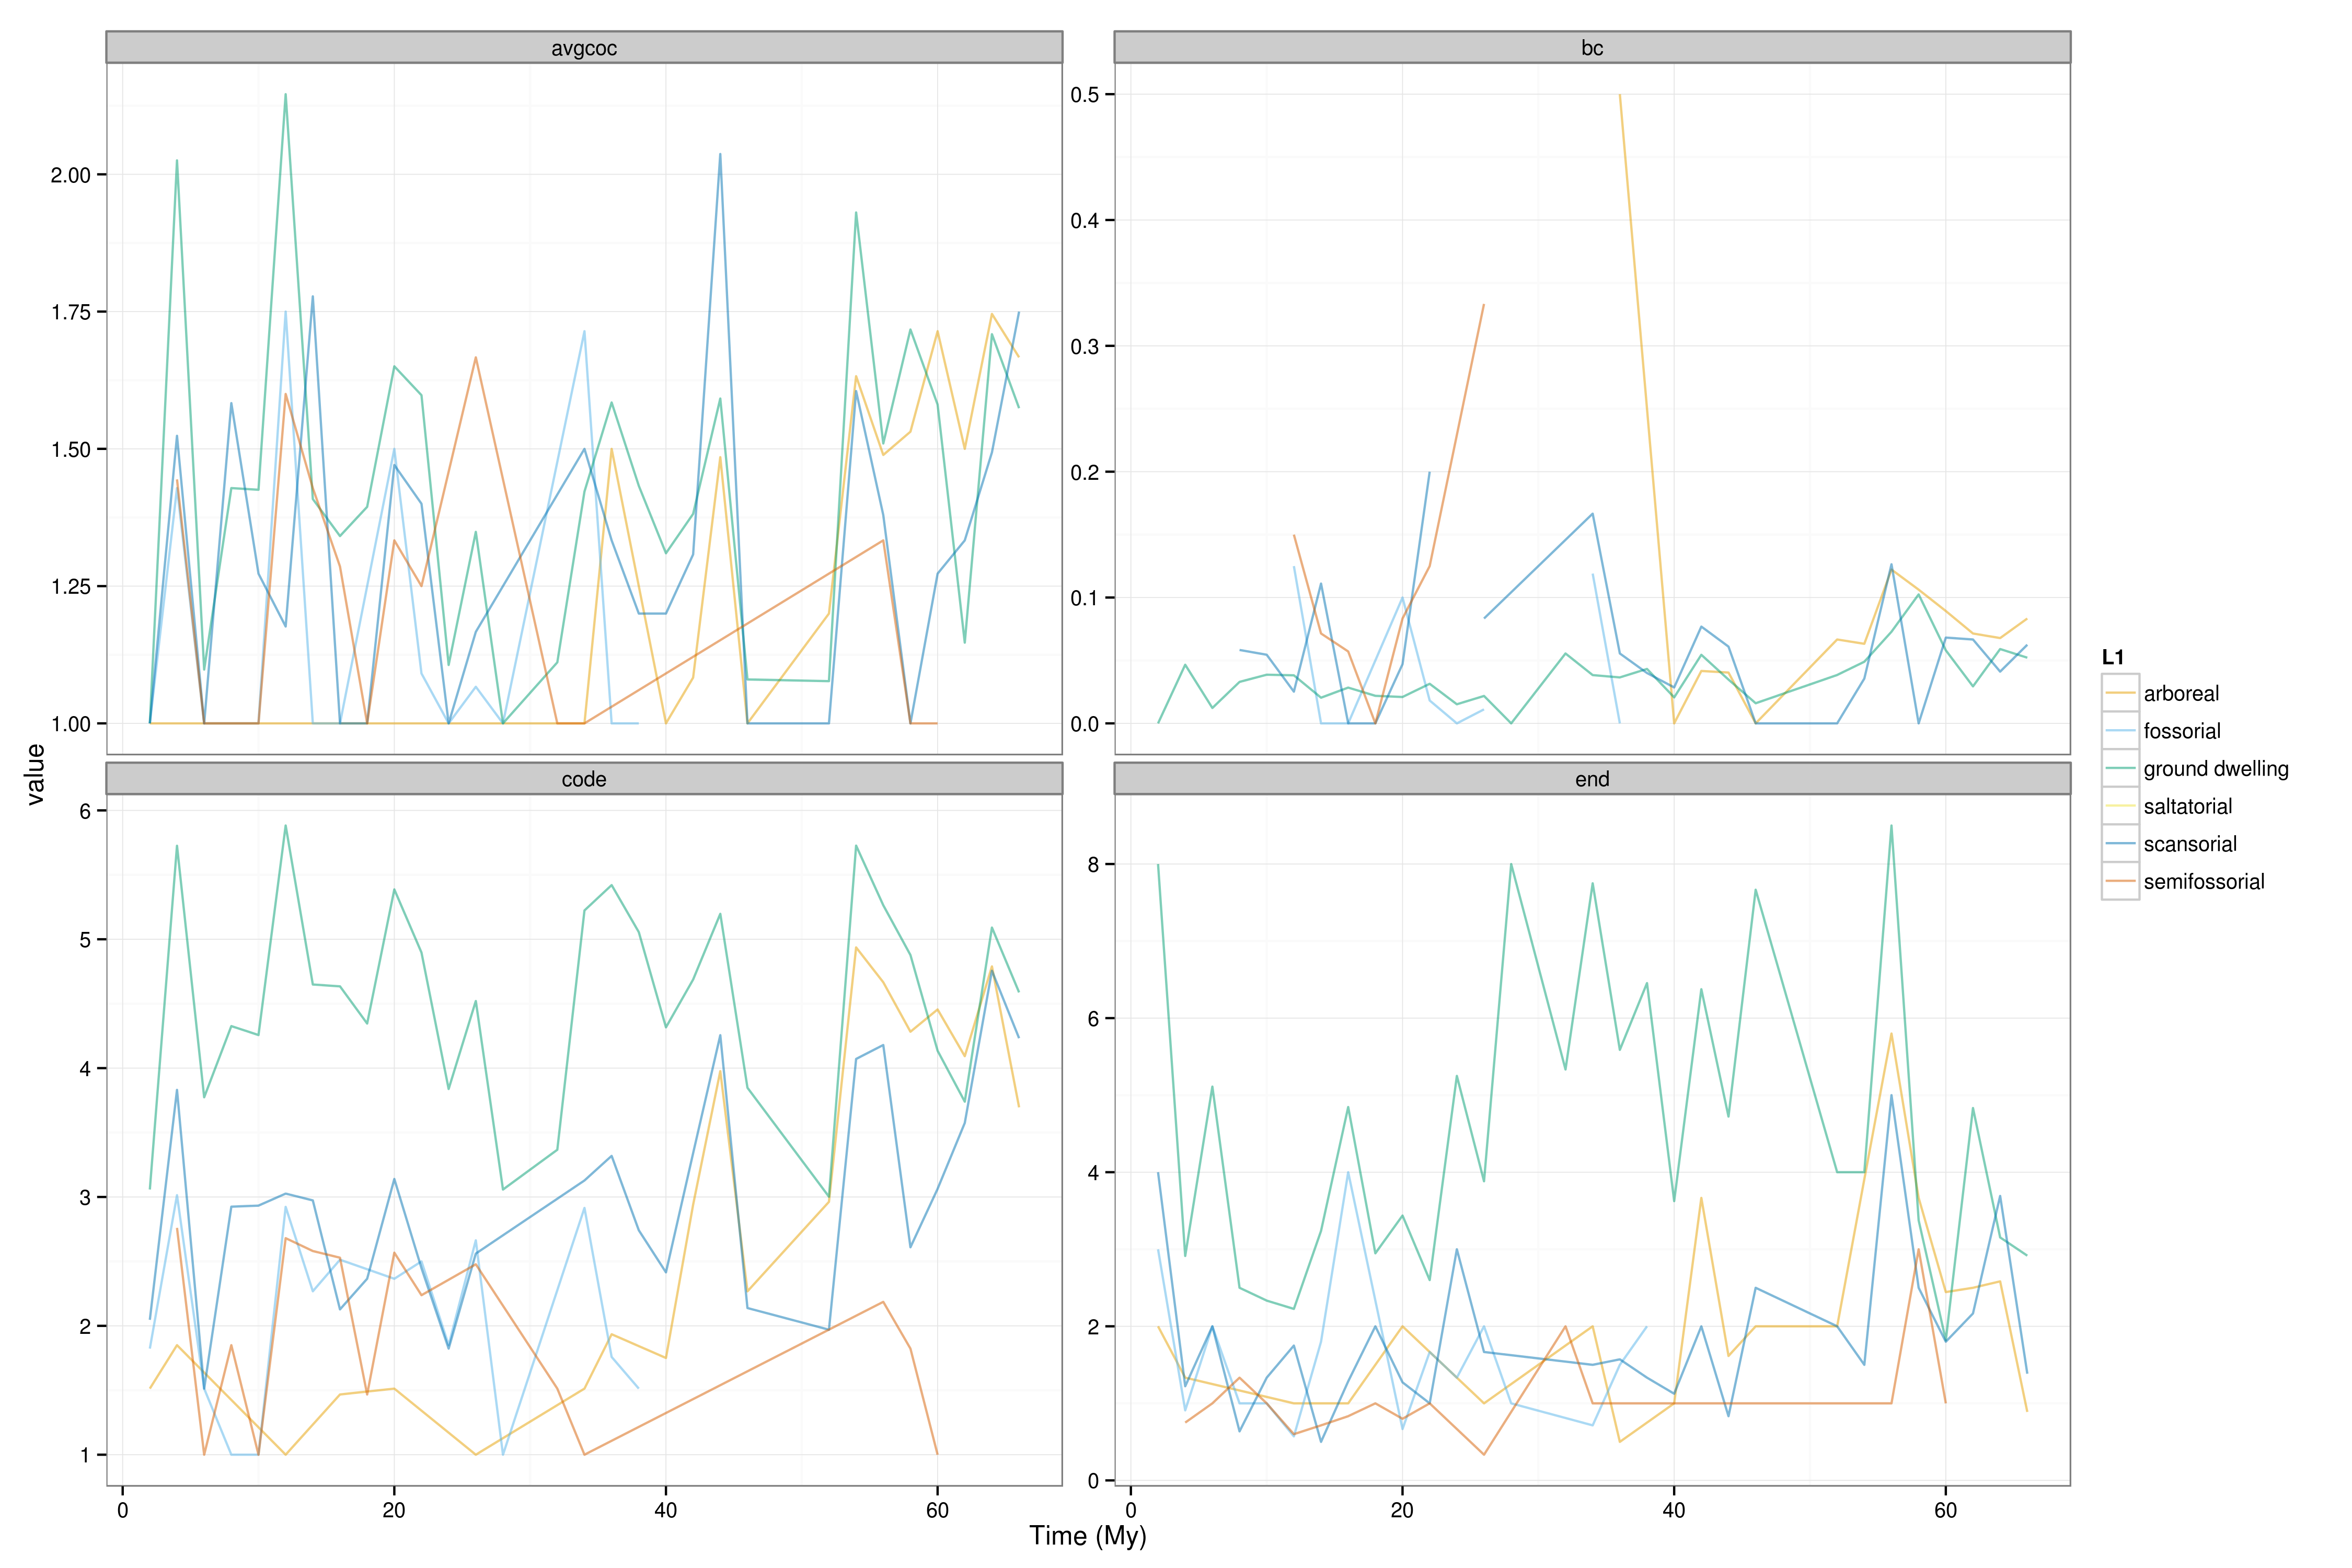 avgcoc
bc
2.00
1.75
1.50
1.25
1.00
0.5
0.4
0.3
0.2
0.1
0.0
value
code
end
6
5
4
3
2
1
8
6
4
2
0
0 20 40 60
0 20 40 60
Time (My)
L1
arboreal
fossorial
ground dwelling
saltatorial
scansorial
semifossorial